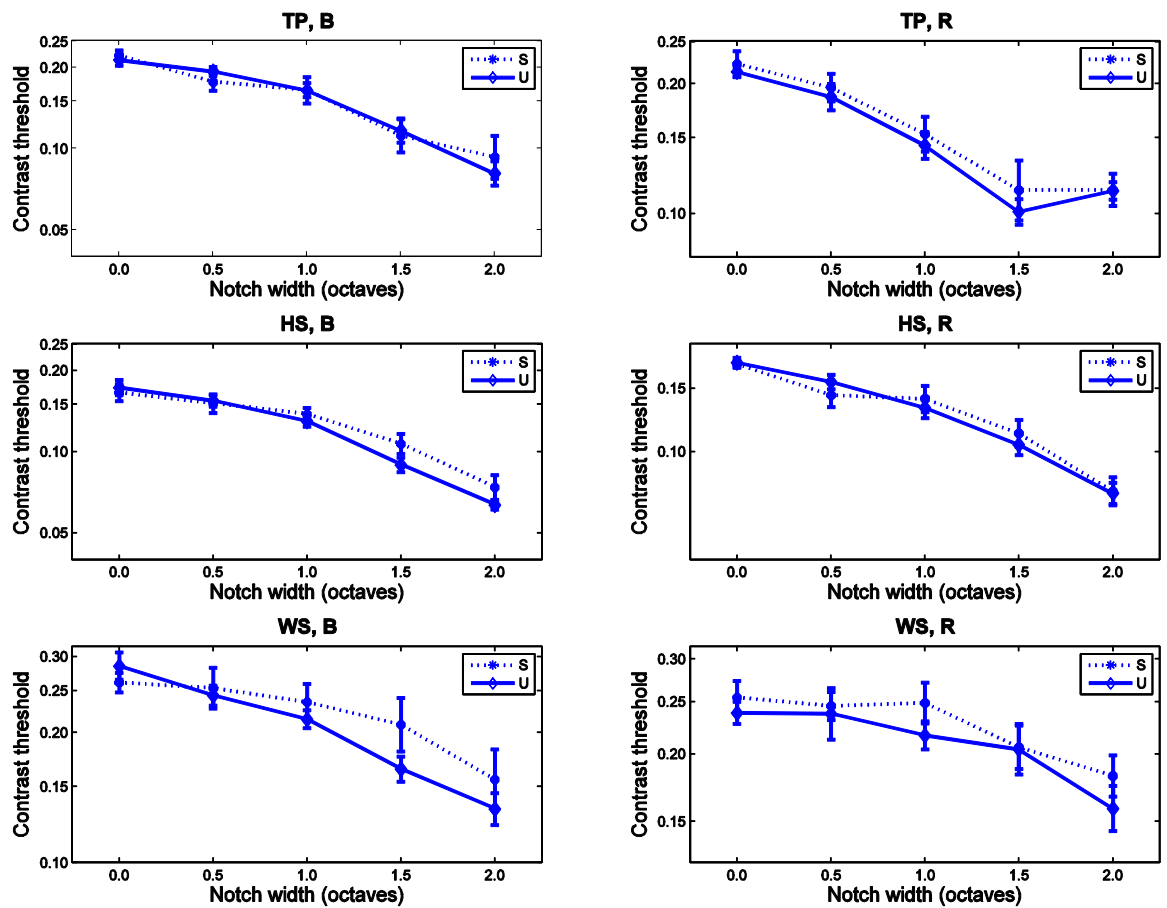 TP, B
0.25
0.20
0.15
0.10
0.05
Contrast threshold
S
U
0.0 0.5 1.0 1.5 2.0
Notch width (octaves)
TP, R
0.25
0.20
0.15
0.10
Contrast threshold
S
U
0.0 0.5 1.0 1.5 2.0
Notch width (octaves)
HS, B
0.25
0.20
0.15
0.10
0.05
Contrast threshold
S
U
0.0 0.5 1.0 1.5 2.0
Notch width (octaves)
HS, R
0.15
0.10
Contrast threshold
S
U
0.0 0.5 1.0 1.5 2.0
Notch width (octaves)
WS, B
0.30
0.25
0.20
0.15
0.10
Contrast threshold
S
U
0.0 0.5 1.0 1.5 2.0
Notch width (octaves)
WS, R
0.30
0.25
0.20
0.15
Contrast threshold
S
U
0.0 0.5 1.0 1.5 2.0
Notch width (octaves)